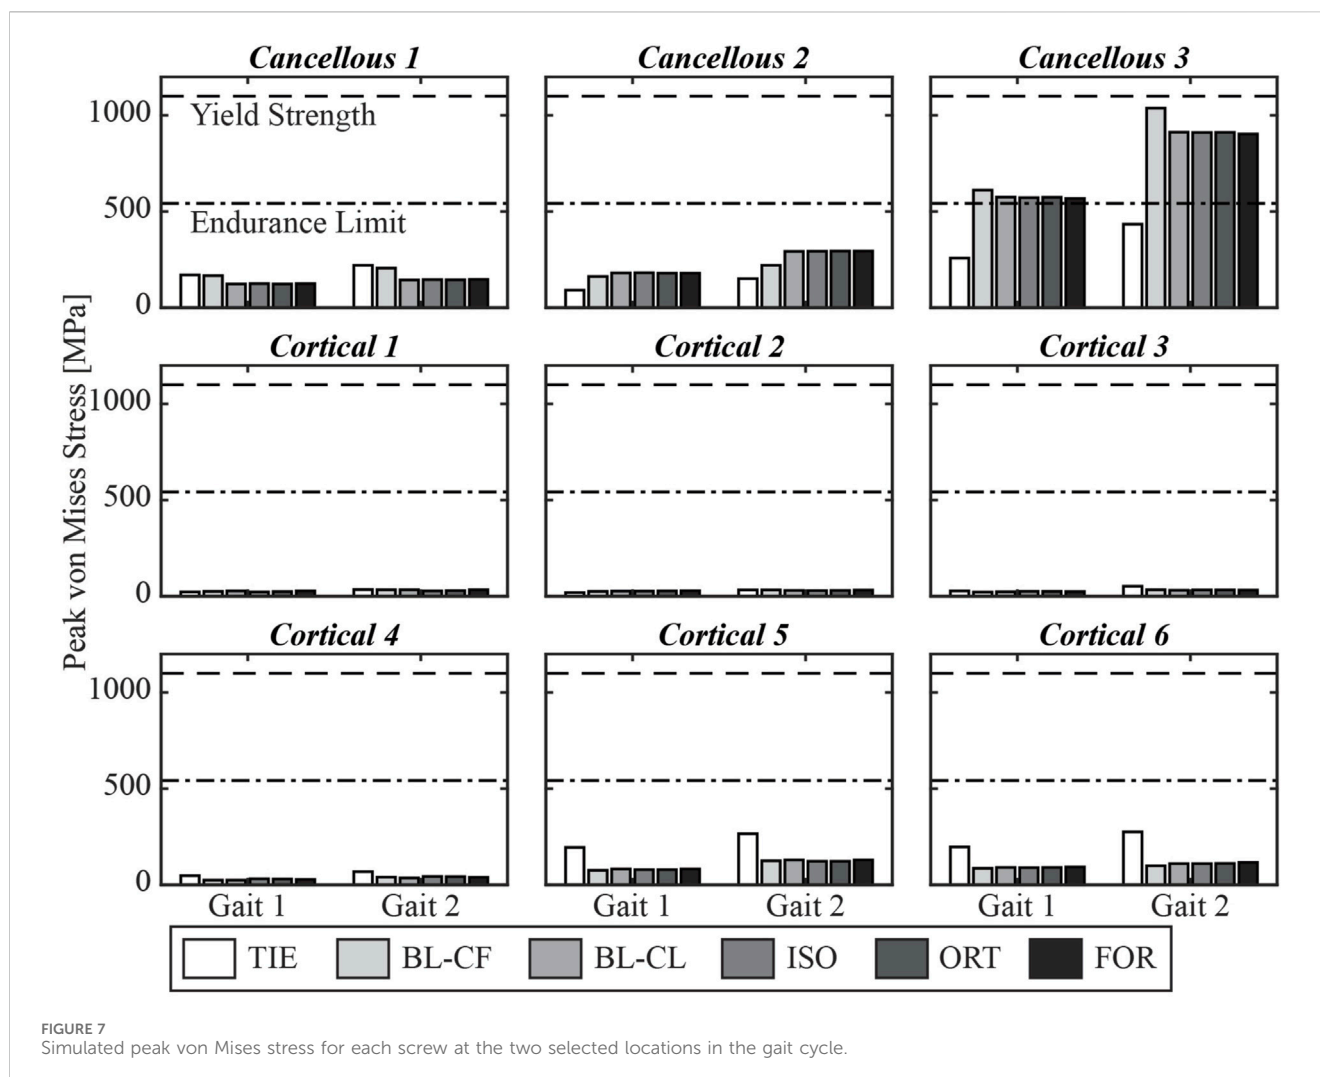 Cancellous 1
Cancellous 2
Cancellous 3
1000
Yield Strength
500
Endurance Limit
0
Cortical 1
Cortical 2
Cortical 3
1000
500
0
Cortical 4
Cortical 5
Cortical 6
1000
500
0
Peak von Mises Stress [MPa]
Gait 1 Gait 2 Gait 1 Gait 2 Gait 1 Gait 2
TIE BL-CF BL-CL ISO ORT FOR
FIGURE 7
Simulated peak von Mises stress for each screw at the two selected locations in the gait cycle.